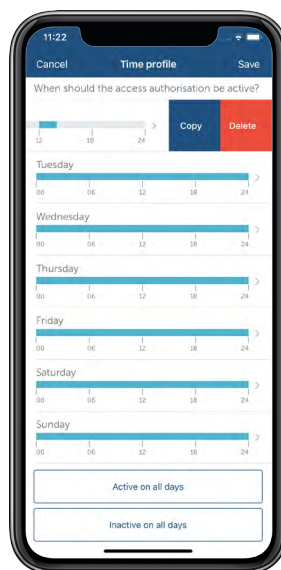 11:22
Cancel Time profile Save
When should the access authorisation be active?
Copy Delete
12 18 24
Tuesday
00 06 12 18 24
Wednesday
00 06 12 18 24
Thursday
00 06 12 18 24
Friday
00 06 12 18 24
Saturday
00 06 12 18 24
Sunday
00 06 12 18 24
Active on all days
Inactive on all days